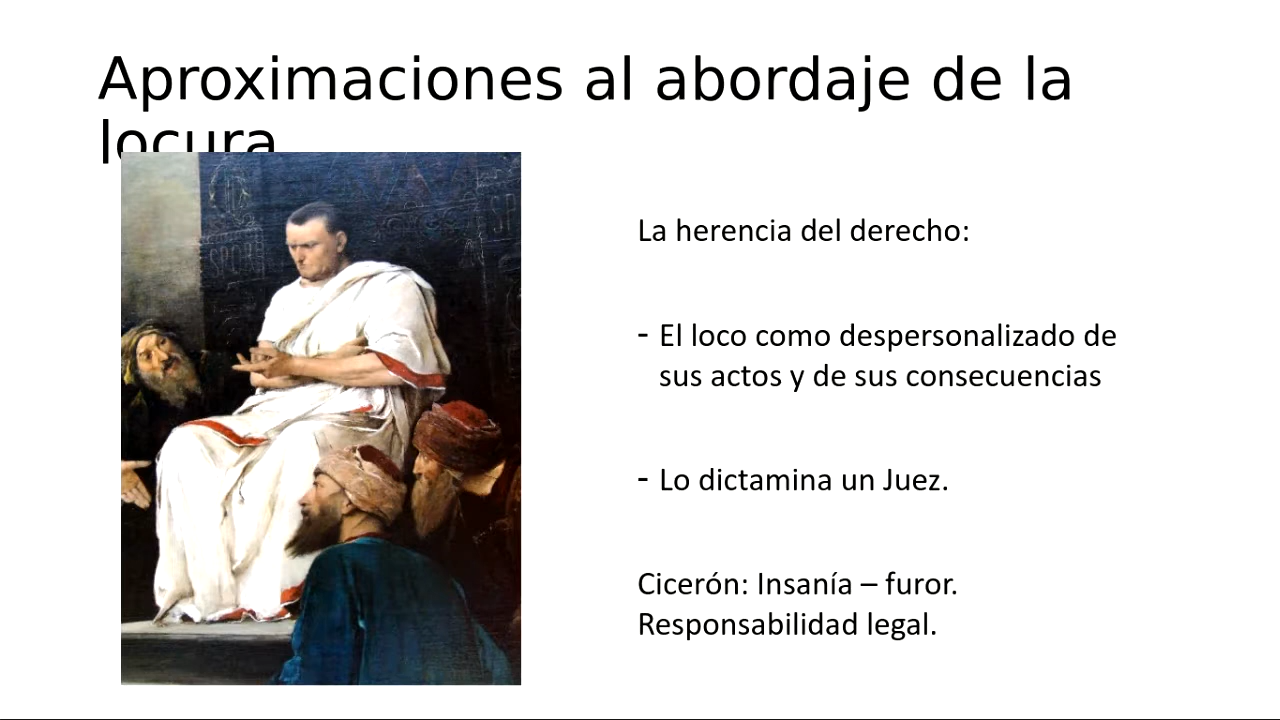 Aproximaciones al abordaje de la
locura
La herencia del derecho:
- El loco como despersonalizado de
sus actos y de sus consecuencias
- Lo dictamina un Juez.
Cicerón: Insanía – furor.
Responsabilidad legal.